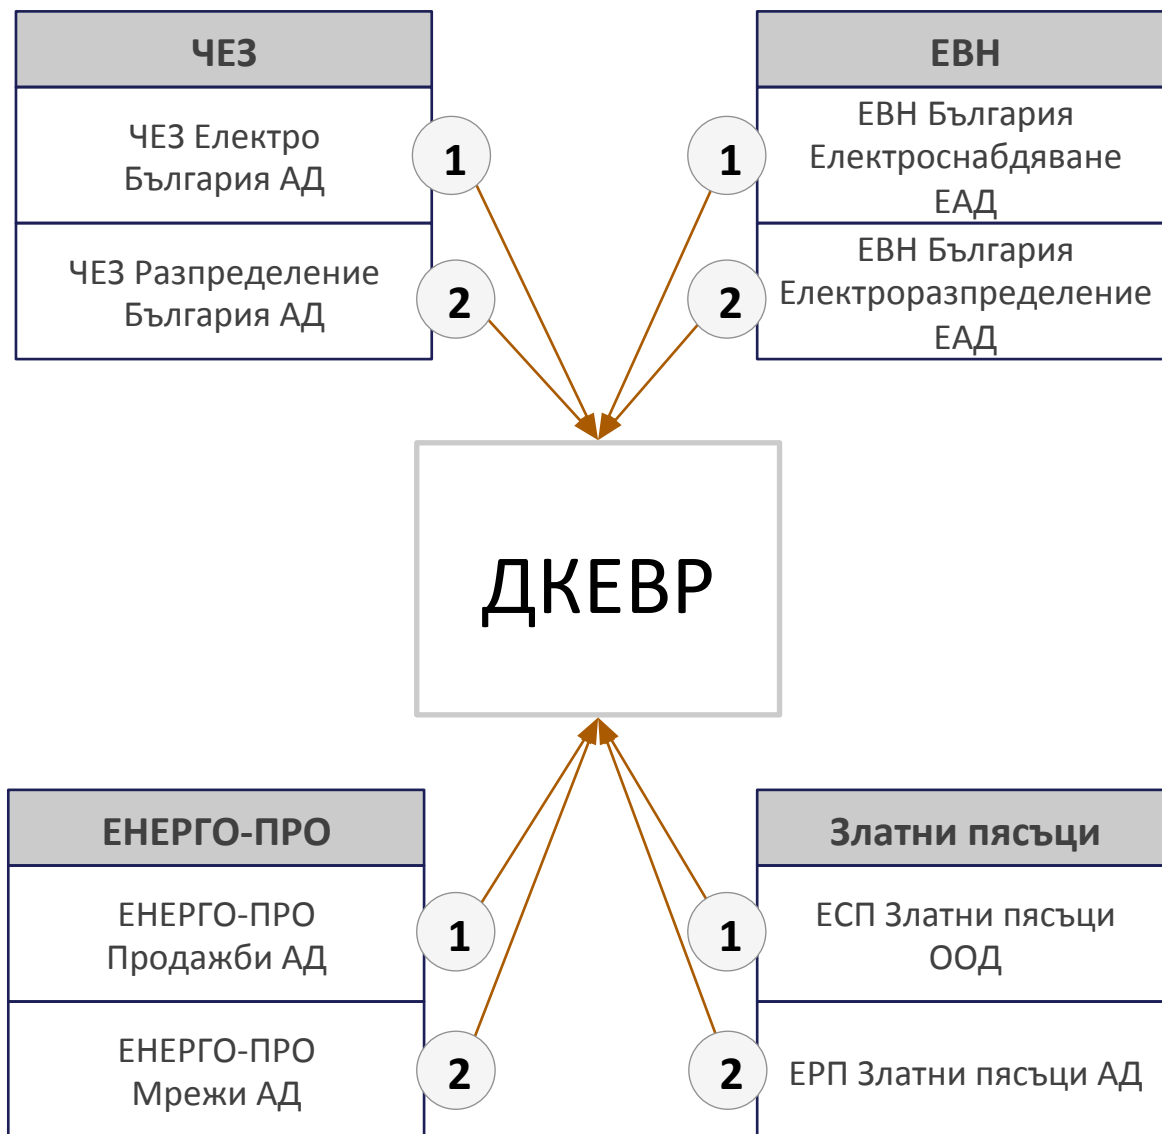 ЧЕЗ
ЧЕЗ Електро
България АД
1
ЧЕЗ Разпределение
България АД
2
ЕВН
ЕВН България
Електроснабдяване
ЕАД
1
ЕВН България
Електроразпределение
ЕАД
2
ДКЕВР
ЕНЕРГО-ПРО
ЕНЕРГО-ПРО
Продажби АД
1
ЕНЕРГО-ПРО
Мрежи АД
2
Златни пясъци
ЕСП Златни пясъци
ООД
1
ЕРП Златни пясъци АД
2